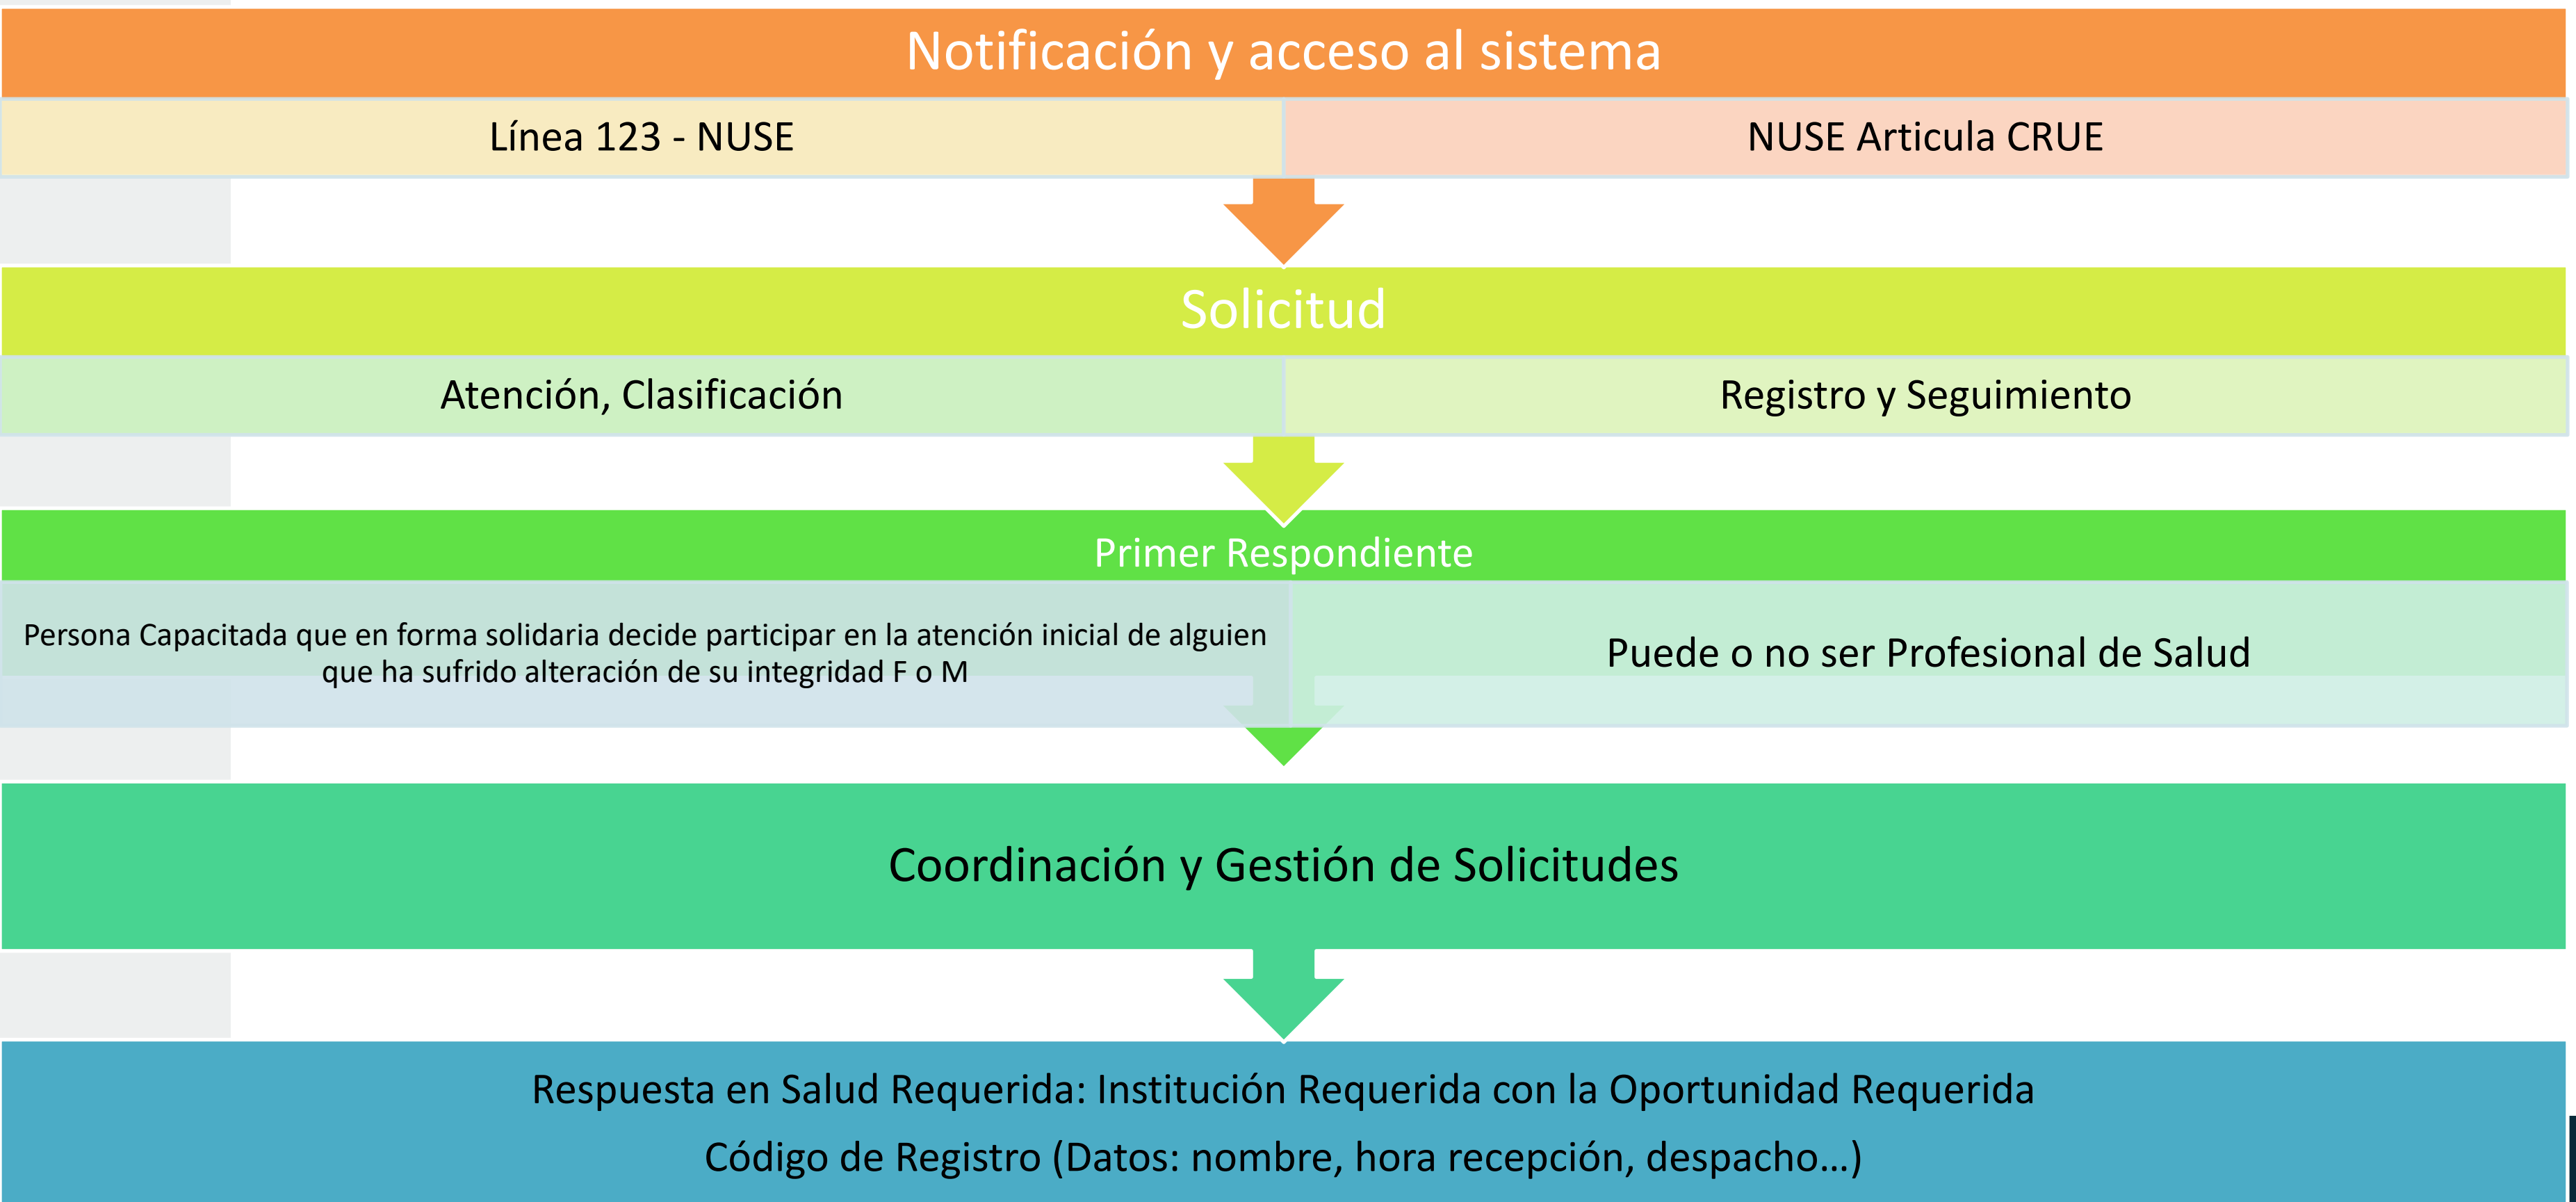 Notificación y acceso al sistema
Línea 123 - NUSE
NUSE Articula CRUE
Solicitud
Atención, Clasificación
Registro y Seguimiento
Primer Respondiente
Persona Capacitada que en forma solidaria decide participar en la atención inicial de alguien
que ha sufrido alteración de su integridad F o M
Puede o no ser Profesional de Salud
Coordinación y Gestión de Solicitudes
Respuesta en Salud Requerida: Institución Requerida con la Oportunidad Requerida
Código de Registro (Datos: nombre, hora recepción, despacho…)